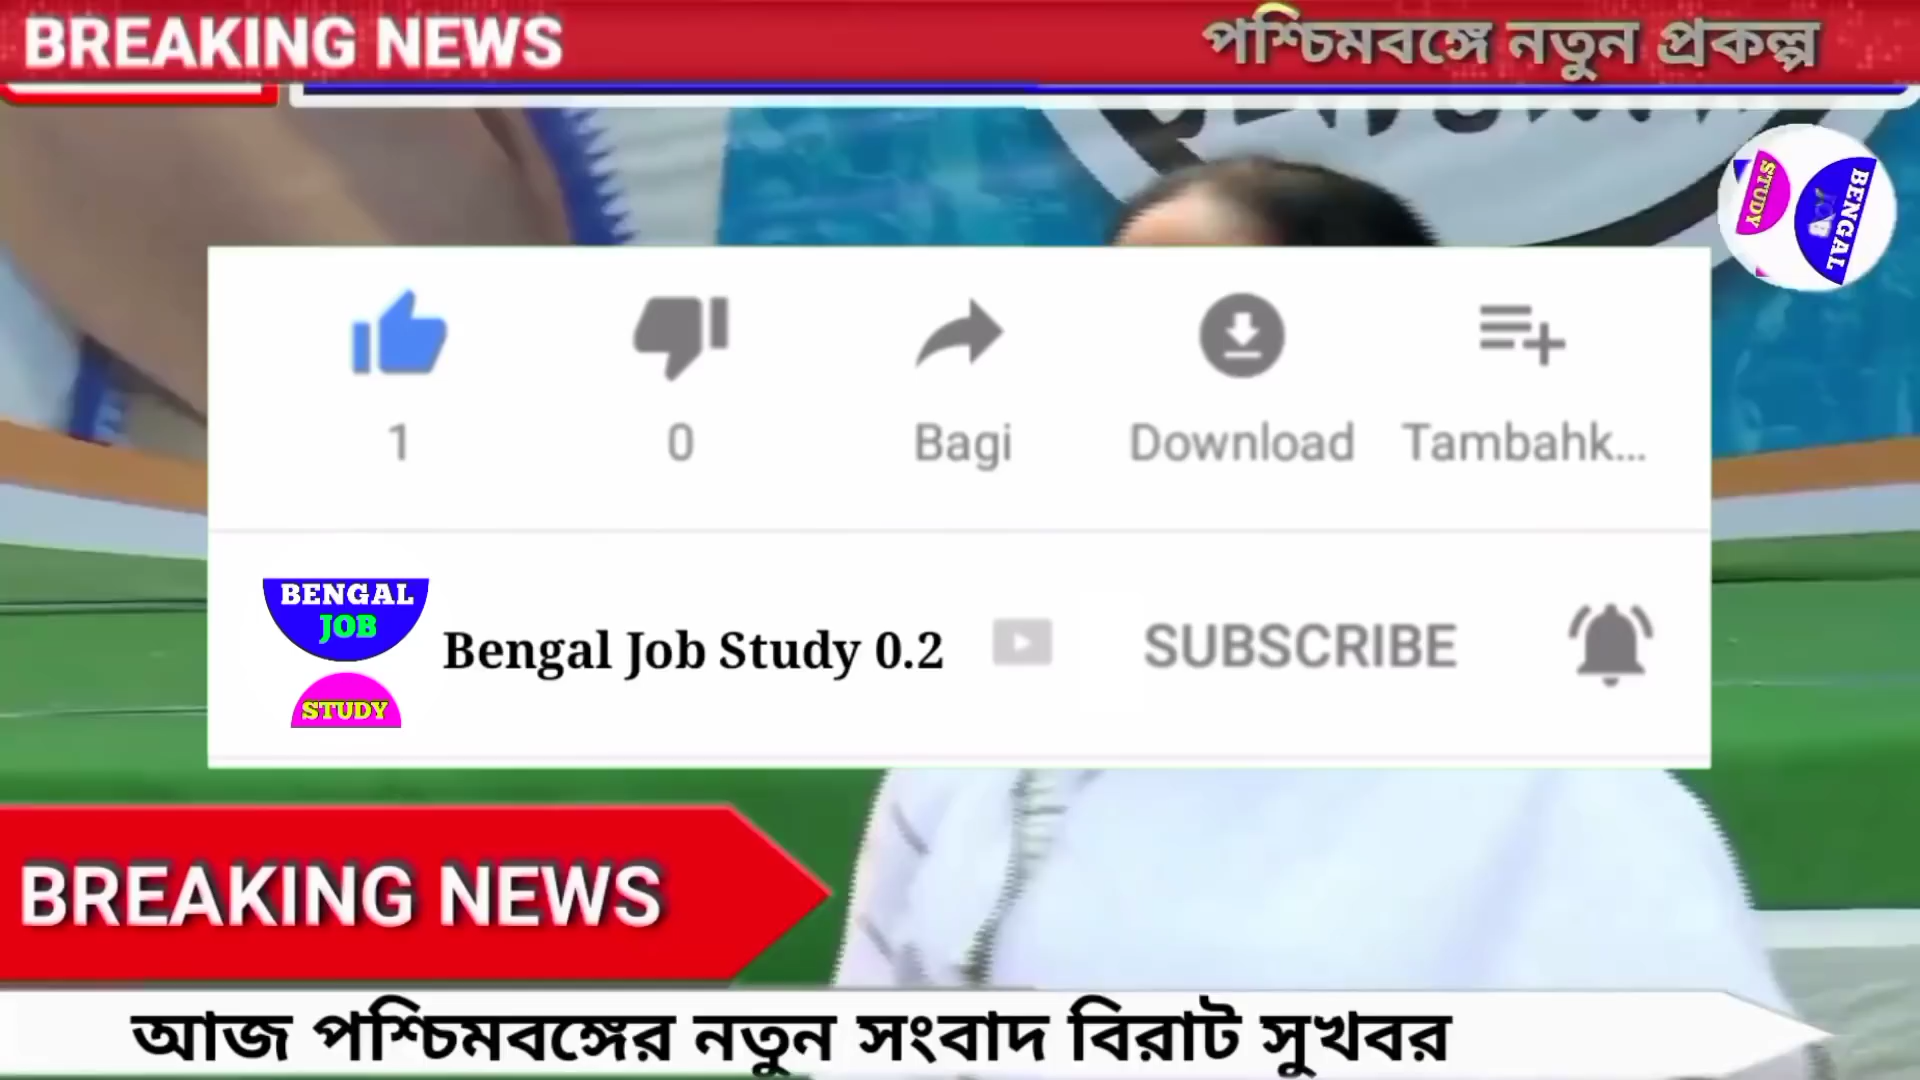 BREAKING NEWS
পশ্চিমবঙ্গে নতুন প্রকল্প
STUDY
BENGAL
JOB
1
0
Bagi
Download
Tambahk...
BENGAL
JOB
STUDY
Bengal Job Study 0.2
SUBSCRIBE
BREAKING NEWS
আজ পশ্চিমবঙ্গের নতুন সংবাদ বিরাট সুখবর